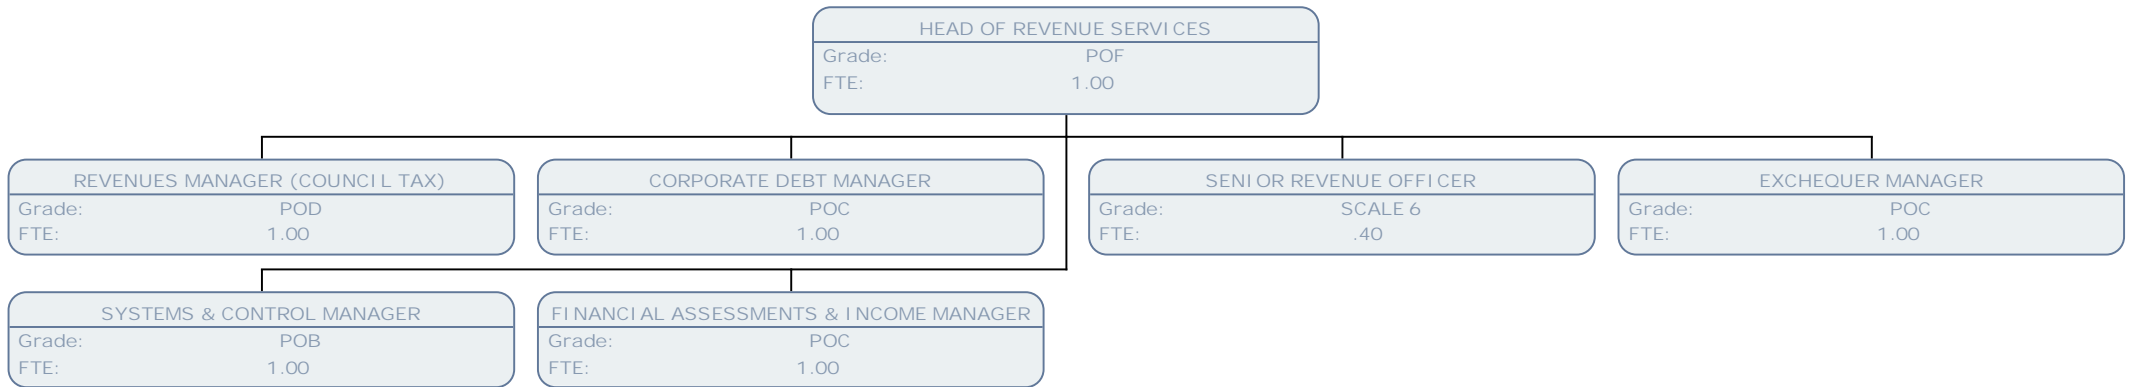 HEAD OF REVENUE SERVICES
Grade: POF
FTE: 1.00
REVENUES MANAGER (COUNCIL TAX)
Grade: POD
FTE: 1.00
CORPORATE DEBT MANAGER
Grade: POC
FTE: 1.00
SENIOR REVENUE OFFICER
Grade: SCALE 6
FTE: .40
EXCHEQUER MANAGER
Grade: POC
FTE: 1.00
SYSTEMS & CONTROL MANAGER
Grade: POB
FTE: 1.00
FINANCIAL ASSESSMENTS & INCOME MANAGER
Grade: POC
FTE: 1.00